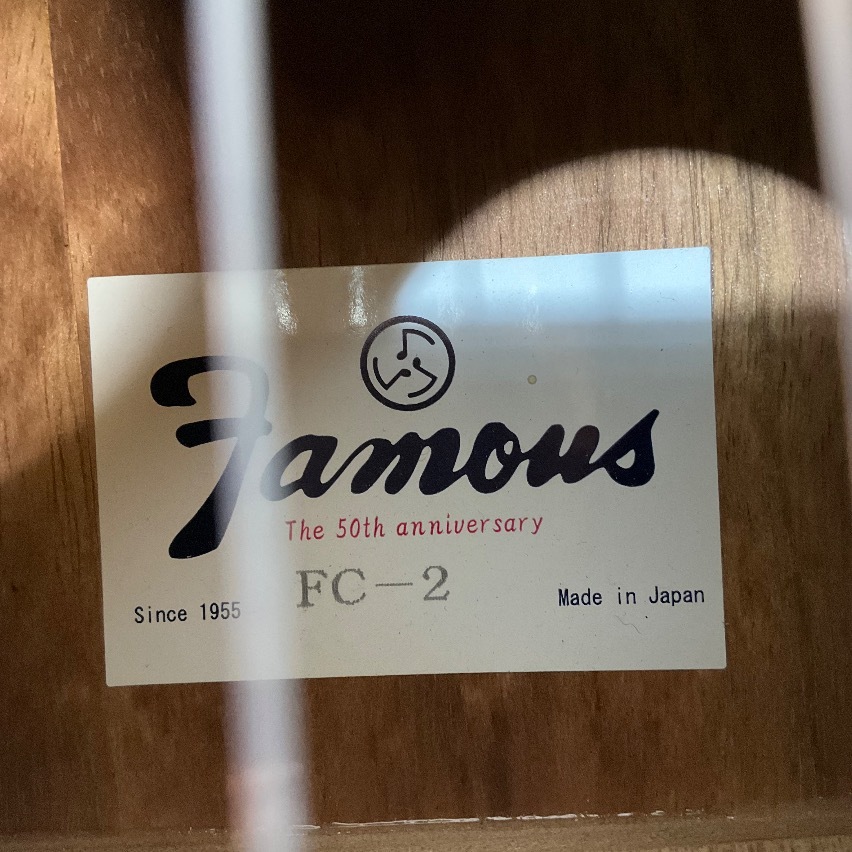 Famous
The 50th anniversary
FC-2
Since 1955
Made in Japan